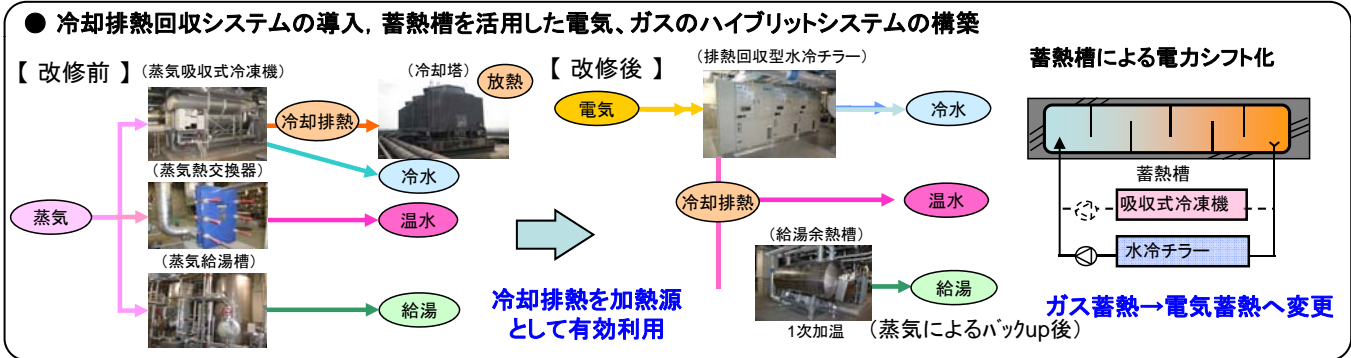 ● 冷却排熱回収システムの導入，蓄熱槽を活用した電気、ガスのハイブリットシステムの構築
【 改修前 】
(蒸気吸収式冷凍機)
(冷却塔)
放熱
冷却排熱
冷水
(蒸気熱交換器)
蒸気
温水
(蒸気給湯槽)
給湯
冷却排熱を加熱源
として有効利用
【 改修後 】
(排熱回収型水冷チラー)
電気
冷水
冷却排熱
温水
(給湯余熱槽)
給湯
1次加温
(蒸気によるバックup後)
蓄熱槽による電力シフト化
蓄熱槽
吸収式冷凍機
水冷チラー
ガス蓄熱→電気蓄熱へ変更